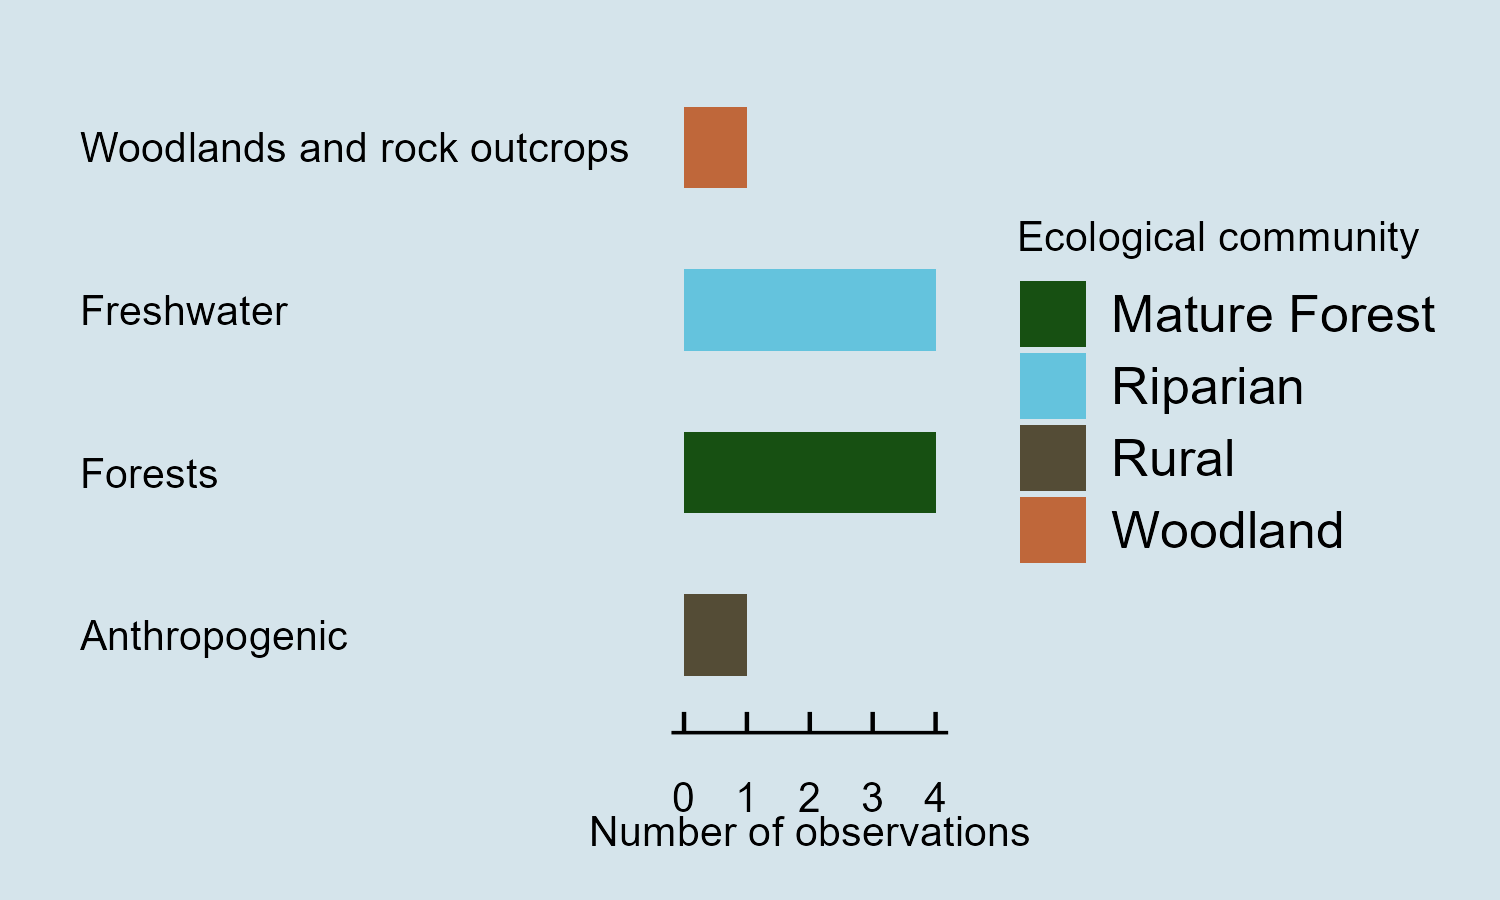 Woodlands and rock outcrops
Freshwater
Forests
Anthropogenic
0 1 2 3 4
Number of observations
Ecological community
Mature Forest
Riparian
Rural
Woodland